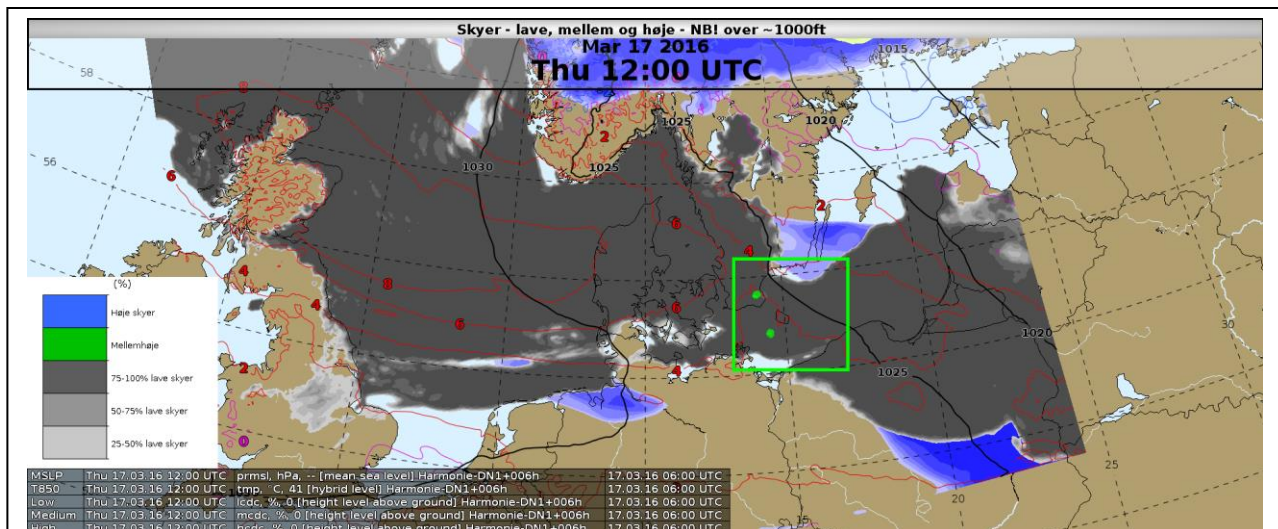 Skyer - lave, mellem og høje - NB! over ~1000ft
Mar 17 2016
Thu 12:00 UTC
1015
58
8
2
1025
1020
1025
56
1030
6
2
6
4
4
8
(%)
Høje skyer
4
6
6
30
Mellemhøje
1020
75-100% lave skyer
2
4
1025
50-75% lave skyer
25-50% lave skyer
0
25
MSLP Thu 17.03.16 12:00 UTC prmsl, hPa, -- [mean sea level] Harmonie-DN1+006h 17.03.16 06:00 UTC
T850 Thu 17.03.16 12:00 UTC tmp, °C, 41 [hybrid level] Harmonie-DN1+006h 17.03.16 06:00 UTC
Low Thu 17.03.16 12:00 UTC lcdc, %, 0 [height level above ground] Harmonie-DN1+006h 17.03.16 06:00 UTC
20
Medium Thu 17.03.16 12:00 UTC mcdc, %, 0 [height level above ground] Harmonie-DN1+006h 17.03.16 06:00 UTC
15
High Thu 17.03.16 12:00 UTC hcdc, %, 0 [height level above ground] Harmonie-DN1+006h 17.03.16 06:00 UTC